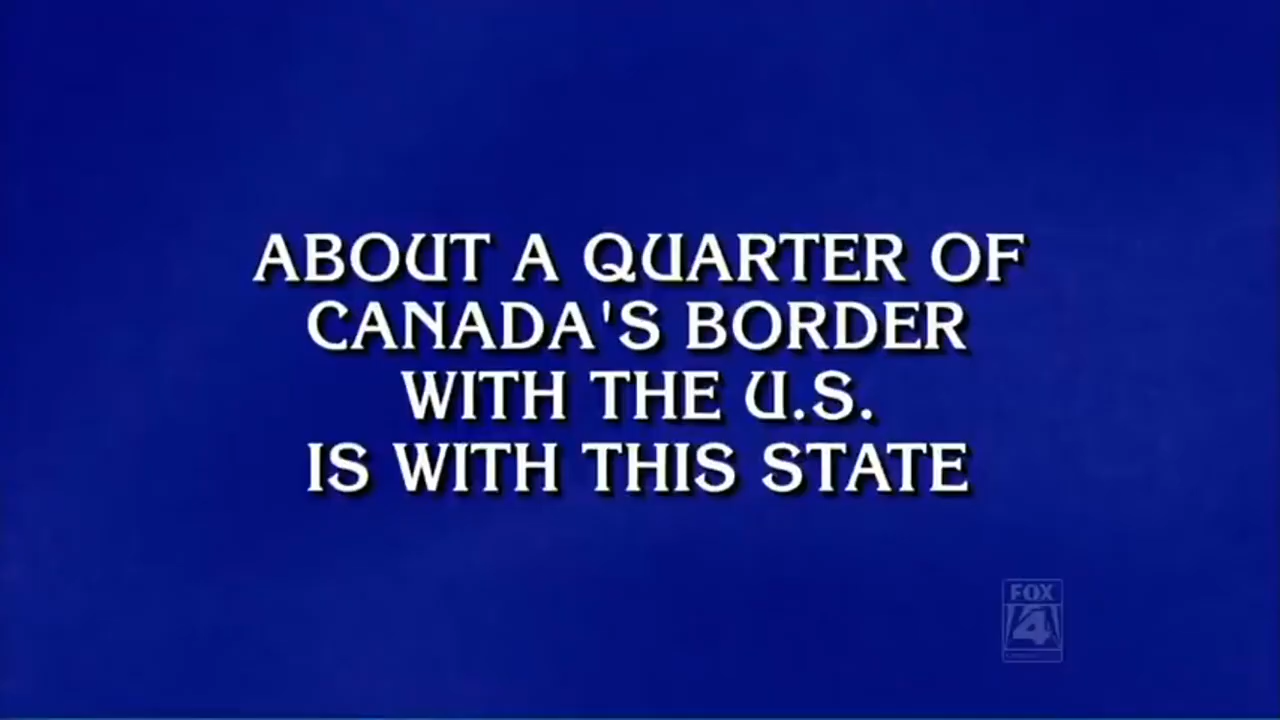 ABOUT A QUARTER OF
CANADA'S BORDER
WITH THE U.S.
IS WITH THIS STATE
FOX
4